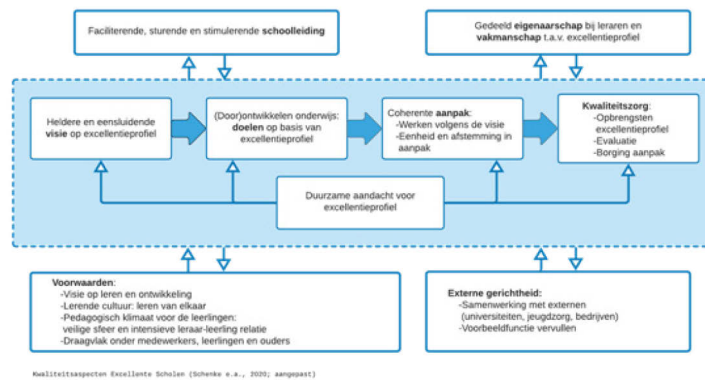 Faciliterende, sturende en stimulerende schoolleiding
Gedeeld eigenaarschap bij leraren en
vakmanschap t.a.v. excellentieprofiel
Heldere en eensluidende
visie op excellentieprofiel
(Door)ontwikkelen onderwijs:
doelen op basis van
excellentieprofiel
Coherente aanpak:
-Werken volgens de visie
-Eenheid en afstemming in
aanpak
Kwaliteitszorg:
-Opbrengsten
excellentieprofiel
-Evaluatie
-Borging aanpak
Duurzame aandacht voor
excellentieprofiel
Voorwaarden:
-Visie op leren en ontwikkeling
-Lerende cultuur: leren van elkaar
-Pedagogisch klimaat voor de leerlingen:
veilige sfeer en intensieve leraar-leerling relatie
-Draagvlak onder medewerkers, leerlingen en ouders
Externe gerichtheid:
-Samenwerking met externen
(universiteiten, jeugdzorg, bedrijven)
-Voorbeeldfunctie vervullen
Kwaliteitsaspecten Excellente Scholen (Schenke e.a., 2020; aangepast)